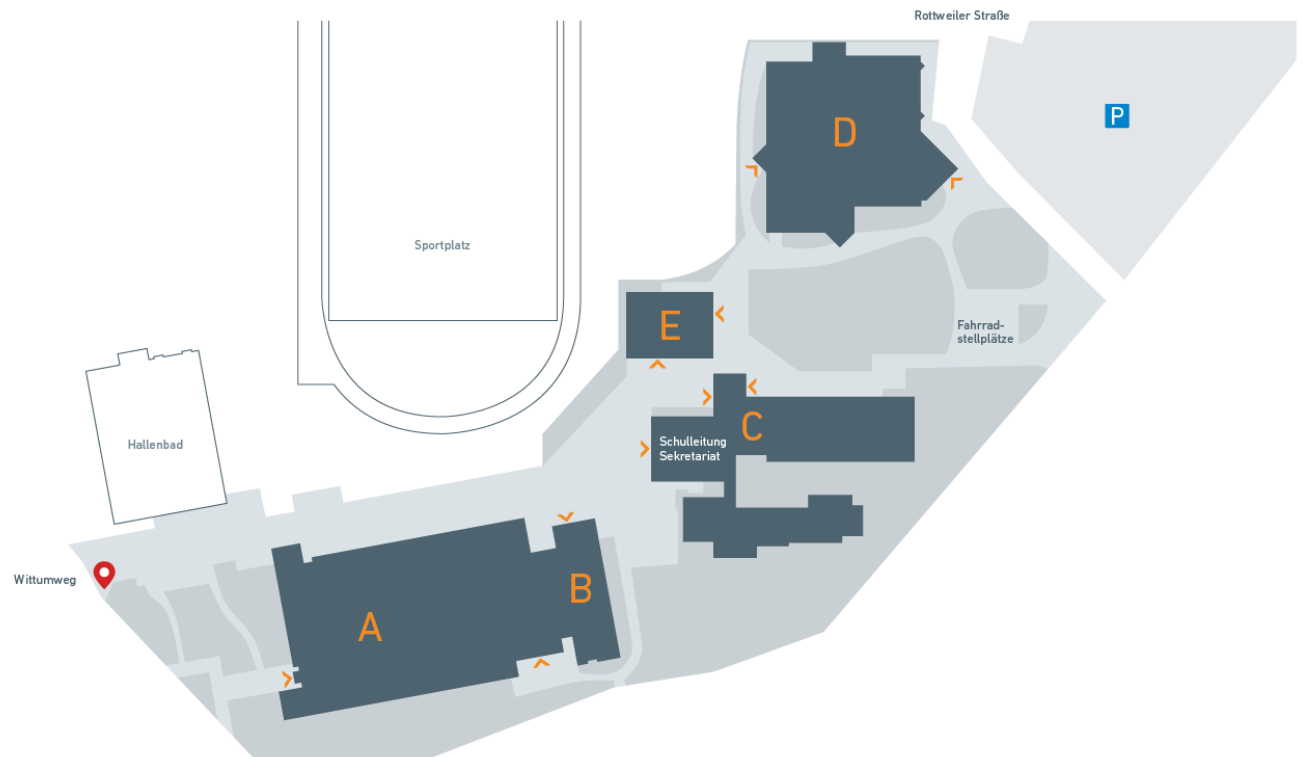 Rottweiler Straße
P
D
Sportplatz
E
Fahrrad-
stellplätze
Hallenbad
C
Schulleitung
Sekretariat
Wittumweg
B
A